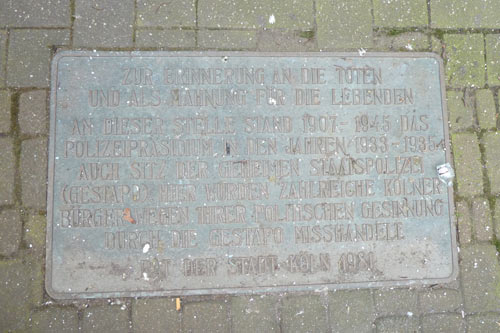 ZUR ERINNERUNG AN DIE TOTEN
UND ALS MAHNUNG FÜR DIE LEBENDEN
AN DIESER STELLE STAND 1907-1945 DAS
POLIZEIPRÄSIDIUM IN DEN JAHREN 1933-1935
AUCH SITZ DER GEHEIMEN STAATSPOLIZEI
(GESTAPO). HIER WURDEN ZAHLREICHE KÖLNER
BÜRGER WEGEN IHRER POLITISCHEN GESINNUNG
DURCH DIE GESTAPO MISSHANDELT
RAT DER STADT KÖLN